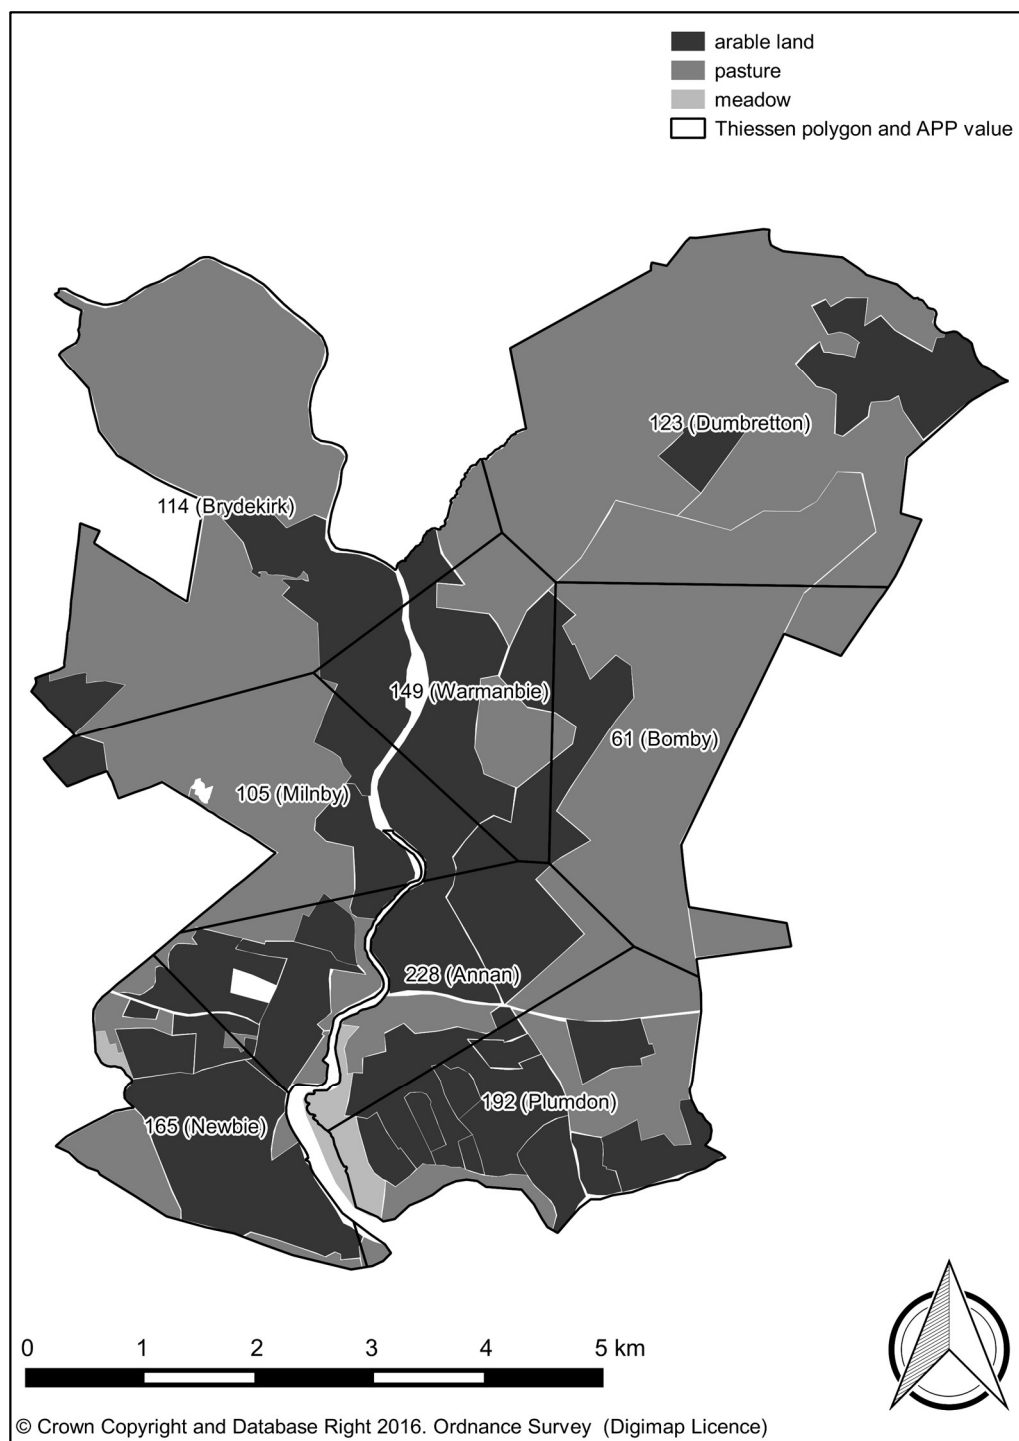 arable land
pasture
meadow
Thiessen polygon and APP value
123 (Dumbretton)
114 (Brydekirk)
149 (Warmanbie)
61 (Bomby)
105 (Milnby)
228 (Annan)
192 (Plumdon)
165 (Newbie)
0 1 2 3 4 5 km
© Crown Copyright and Database Right 2016. Ordnance Survey (Digimap Licence)